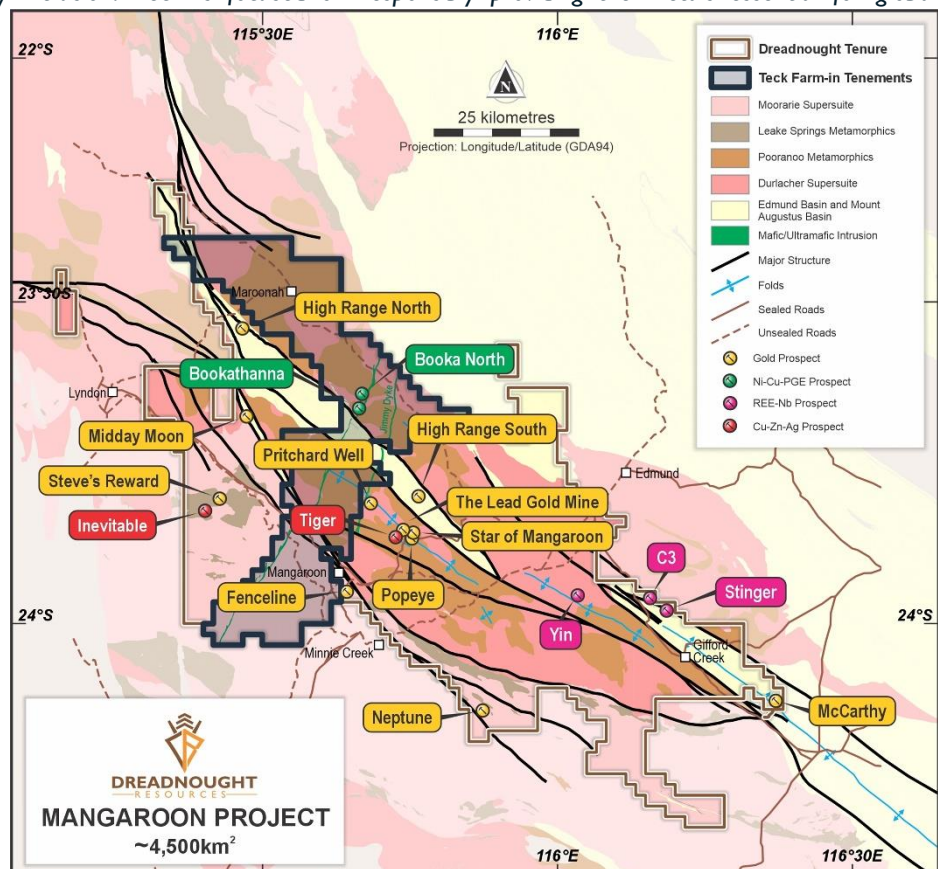 22°S
115°30E
116°E
N
25 kilometres
Projection: Longitude/Latitude (GDA94)
Dreadnought Tenure
Teck Farm-in Tenements
Moorarie Supersuite
Leake Springs Metamorphics
Pooranoo Metamorphics
Durlacher Supersuite
Edmund Basin and Mount
Augustus Basin
Mafic/Ultramafic Intrusion
Major Structure
Folds
Sealed Roads
Unsealed Roads
Gold Prospect
Ni-Cu-PGE Prospect
REE-Nb Prospect
Cu-Zn-Ag Prospect
23°30S
Maroonah
High Range North
Booka North
Bookathanna
Lyndon
Jimmy Dyke
Midday Moon
High Range South
Pritchard Well
Edmund
Steve's Reward
The Lead Gold Mine
Inevitable
Tiger
Star of Mangaroon
C3
Mangaroon
Stinger
Fenceline
Popeye
24°S
24°S
Yin
Minnie Creek
Gifford
Creek
Neptune
McCarthy
DREADNOUGHT
RESOURCES
MANGAROON PROJECT
~4,500km²
116°E
116°30E